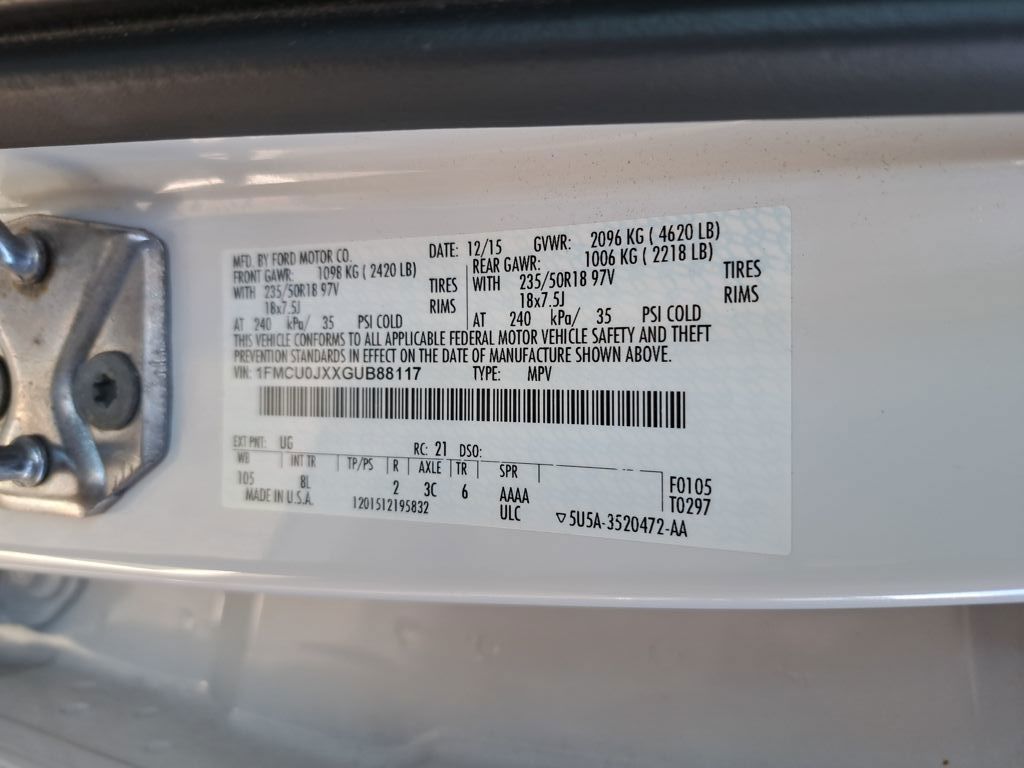 MFD. BY FORD MOTOR CO. DATE: 12/15 GVWR: 2096 KG ( 4620 LB)
FRONT GAWR: 1098 KG ( 2420 LB) REAR GAWR: 1006 KG ( 2218 LB)
WITH 235/50R18 97V TIRES WITH 235/50R18 97V TIRES
18x7.5J RIMS 18x7.5J RIMS
AT 240 kPa/ 35 PSI COLD AT 240 kPa/ 35 PSI COLD
THIS VEHICLE CONFORMS TO ALL APPLICABLE FEDERAL MOTOR VEHICLE SAFETY AND THEFT
PREVENTION STANDARDS IN EFFECT ON THE DATE OF MANUFACTURE SHOWN ABOVE.
VIN: 1FMCU0JXXGUB88117 TYPE: MPV
EXT PNT: UG RC: 21 DSO:
WB INT TR TP/PS R AXLE TR SPR
105 8L 2 3C 6 AAAA F0105
MADE IN U.S.A. 1201512195832 ULC T0297
5U5A-3520472-AA